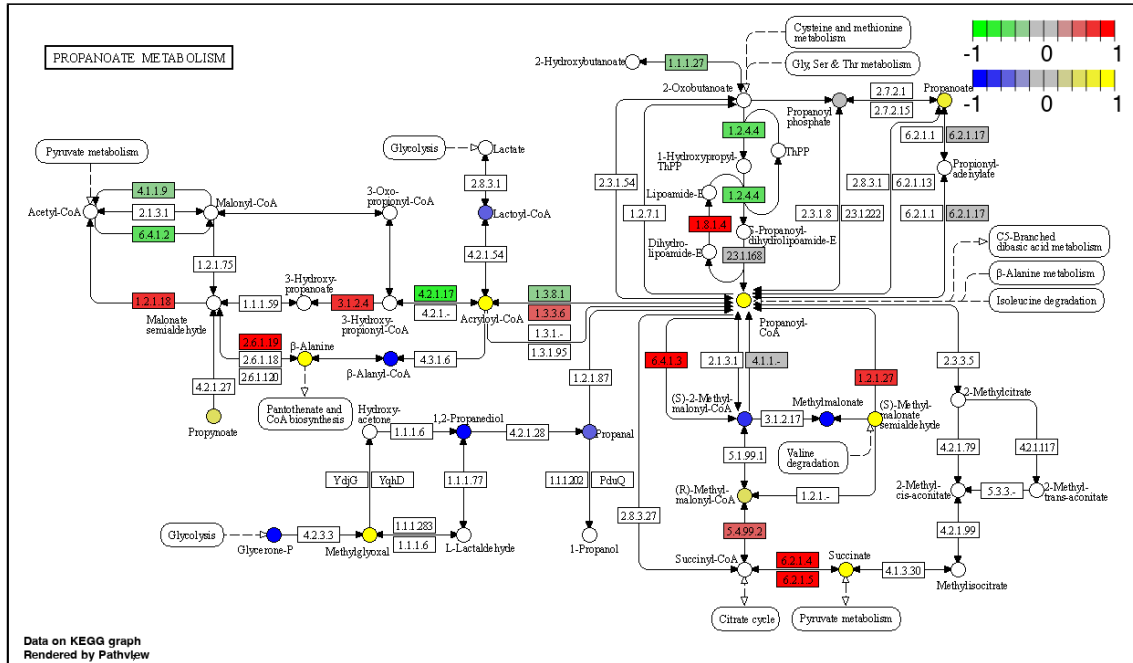 PROPANOATE METABOLISM
Cysteine and methionine
metabolism
Gly, Ser & Thr metabolism
-1 0 1
-1 0 1
2-Hydroxybutanoate
1.1.1.27
2-Oxobutanoate
Propanoyl
phosphate
2.7.2.1
2.7.2.15
Propanoate
1.2.4.4
ThPP
1-Hydroxypropyl-
ThPP
6.2.1.1
6.2.1.17
Propionyl-
adenylate
Pyruvate metabolism
Glycolysis
Lactate
2.8.3.1
2.3.1.54
Lipoamide-E
1.2.4.4
2.8.3.1
6.2.1.13
4.1.1.9
Acetyl-CoA
2.1.3.1
Malonyl-CoA
6.4.1.2
3-Oxo-
propionyl-CoA
Lactoyl-CoA
1.2.7.1
1.8.1.4
2.3.1.8
2.3.1.222
6.2.1.1
6.2.1.17
-Propanoyl-
dihydrolipoamide-E
Dihydro-
lipoamide-E
2.3.1.168
C5-Branched
dibasic acid metabolism
4.2.1.54
1.2.1.75
β-Alanine metabolism
3-Hydroxy-
propanoate
1.2.1.18
1.1.1.59
3.1.2.4
4.2.1.17
4.2.1.-
1.3.8.1
1.3.3.6
1.3.1.-
1.3.1.95
Isoleucine degradation
Malonate
semialdehyde
3-Hydroxy-
propionyl-CoA
Acryloyl-CoA
Propanoyl-
CoA
2.6.1.19
2.6.1.18
2.6.1.120
β-Alanine
4.3.1.6
β-Alanyl-CoA
6.4.1.3
2.1.3.1
4.1.1.-
2.3.3.5
1.2.1.87
1.2.1.27
4.2.1.27
Pantothenate and
CoA biosynthesis
Propynoate
(S)-2-Methyl-
malonyl-CoA
Methylmalonate
(S)-Methyl-
malonate
semialdehyde
2-Methylcitrate
3.1.2.17
Hydroxy-
acetone
1,2-Propanediol
1.1.1.6
4.2.1.28
Propanal
Valine
degradation
5.1.99.1
4.2.1.79
4.2.1.117
YdjG
YqhD
1.1.1.77
1.1.1.202
PduQ
(R)-Methyl-
malonyl-CoA
1.2.1.-
2-Methyl-
cis-aconitate
5.3.3.-
2-Methyl-
trans-aconitate
2.8.3.27
Glycolysis
Glycerone-P
4.2.3.3
Methylglyoxal
1.1.1.283
1.1.1.6
L-Lactaldehyde
1-Propanol
5.4.99.2
4.2.1.99
Succinyl-CoA
6.2.1.4
6.2.1.5
Succinate
4.1.3.30
Methylisocitrate
Citrate cycle
Pyruvate metabolism
Data on KEGG graph
Rendered by Pathview